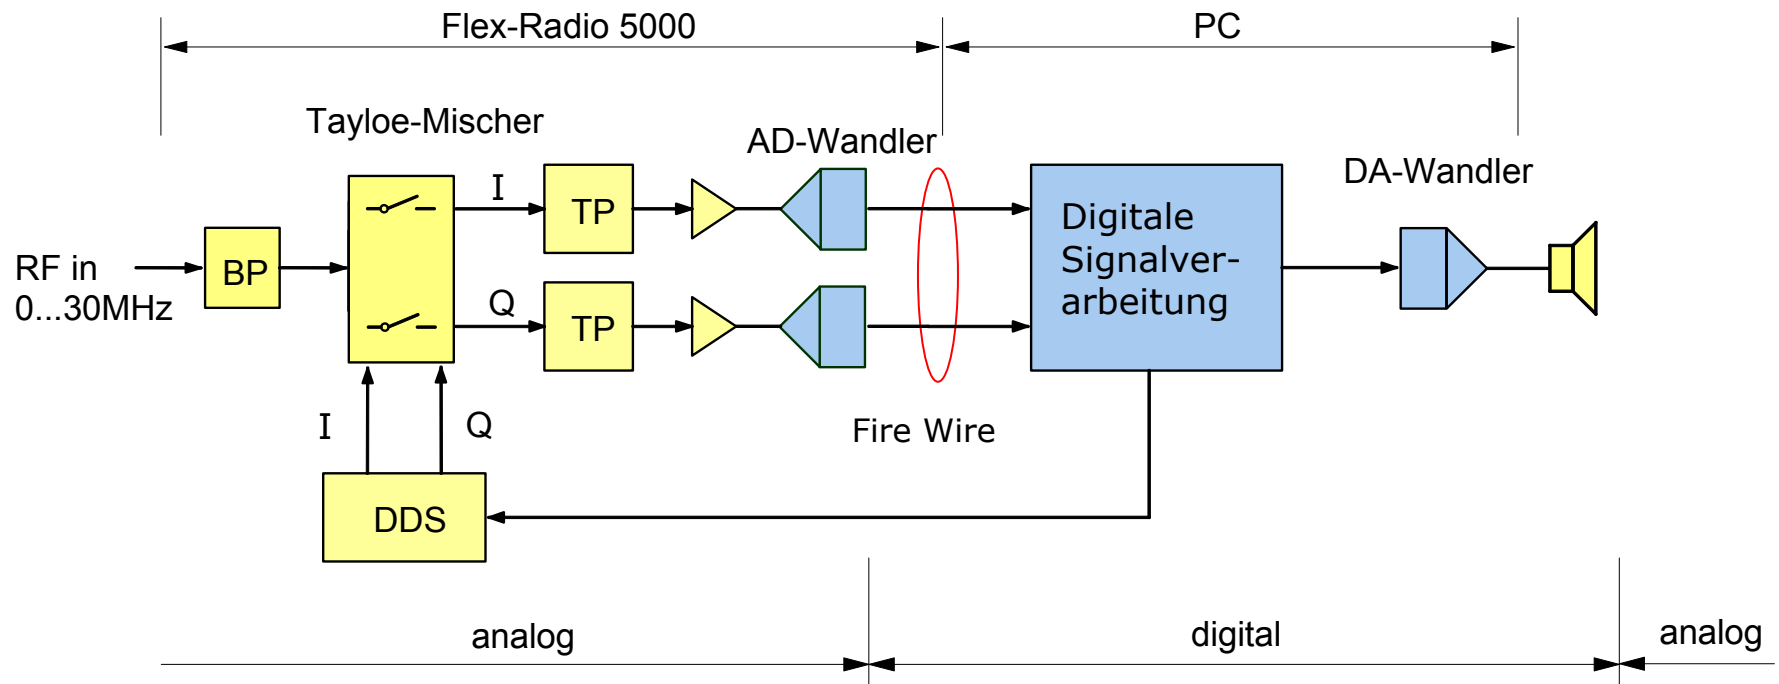 Flex-Radio 5000
PC
Tayloe-Mischer
AD-Wandler
DA-Wandler
I
TP
Digitale
Signalver-
arbeitung
RF in
0...30MHz
BP
Q
TP
I
Q
Fire Wire
DDS
analog
digital
analog